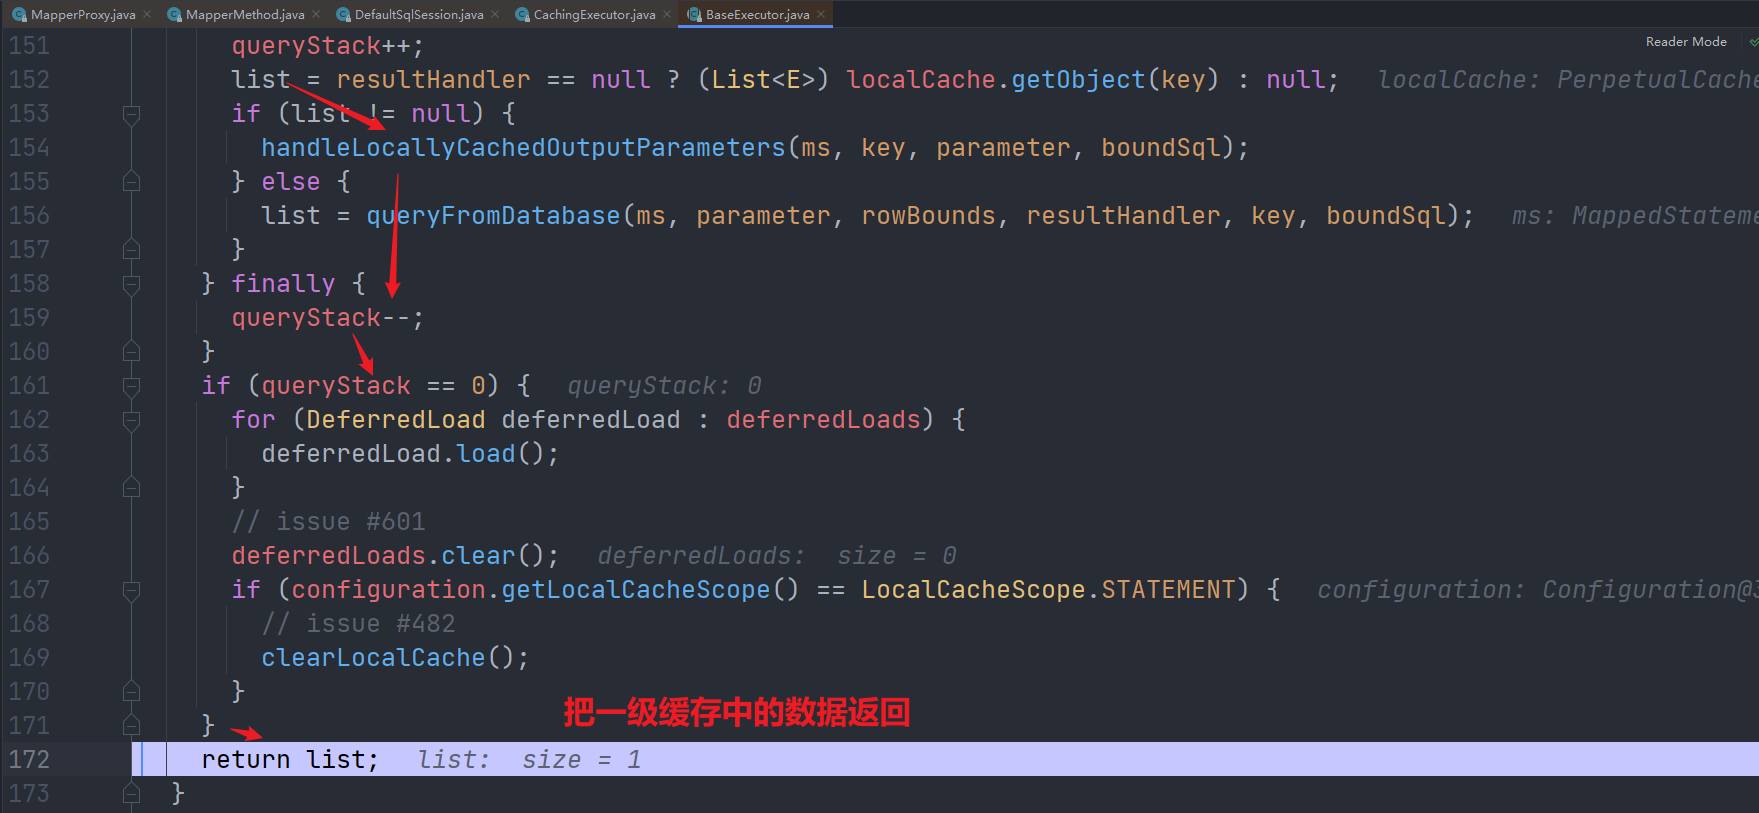 MapperProxy.java MapperMethod.java DefaultSqlSession.java CachingExecutor.java BaseExecutor.java
Reader Mode
151 queryStack++;
152 list = resultHandler == null ? (List<E>) localCache.getObject(key) : null; localCache: PerpetualCache
153 if (list != null) {
154 handleLocallyCachedOutputParameters(ms, key, parameter, boundSql);
155 } else {
156 list = queryFromDatabase(ms, parameter, rowBounds, resultHandler, key, boundSql); ms: MappedStateme
157 }
158 } finally {
159 queryStack--;
160 }
161 if (queryStack == 0) { queryStack: 0
162 for (DeferredLoad deferredLoad : deferredLoads) {
163 deferredLoad.load();
164 }
165 // issue #601
166 deferredLoads.clear(); deferredLoads: size = 0
167 if (configuration.getLocalCacheScope() == LocalCacheScope.STATEMENT) { configuration: Configuration@3
168 // issue #482
169 clearLocalCache();
170 }
把一级缓存中的数据返回
171 }
172 return list; list: size = 1
173 }